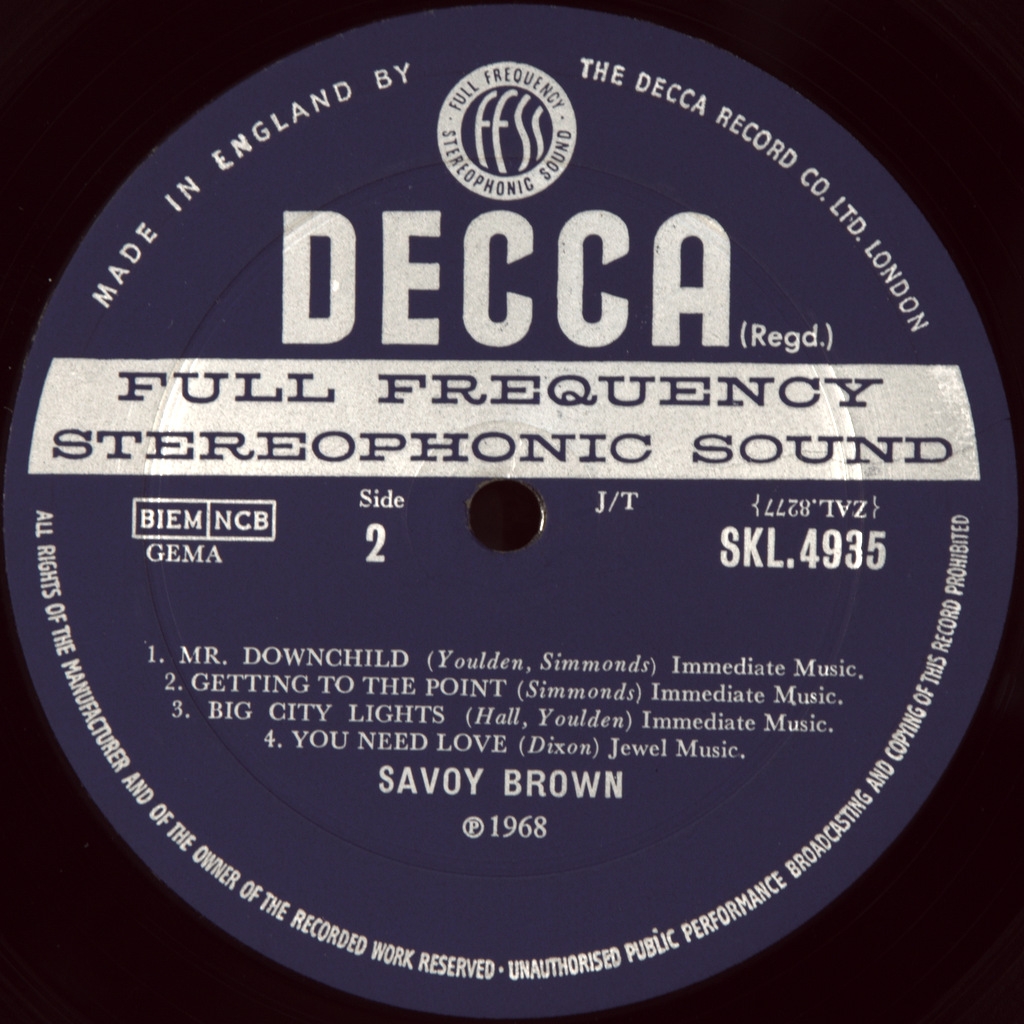 MADE IN ENGLAND BY
THE DECCA RECORD CO. LTD. LONDON
FULL FREQUENCY
STEREOPHONIC SOUND
FFSS
DECCA (Regd.)
FULL FREQUENCY
STEREOPHONIC SOUND
BIEM NCB
GEMA
Side
2
J/T
{ZAL.8277}
SKL.4935
1. MR. DOWNCHILD (Youlden, Simmonds) Immediate Music.
2. GETTING TO THE POINT (Simmonds) Immediate Music.
3. BIG CITY LIGHTS (Hall, Youlden) Immediate Music.
4. YOU NEED LOVE (Dixon) Jewel Music.
SAVOY BROWN
℗ 1968
ALL RIGHTS OF THE MANUFACTURER AND OF THE OWNER OF THE RECORDED WORK RESERVED · UNAUTHORISED PUBLIC PERFORMANCE BROADCASTING AND COPYING OF THIS RECORD PROHIBITED